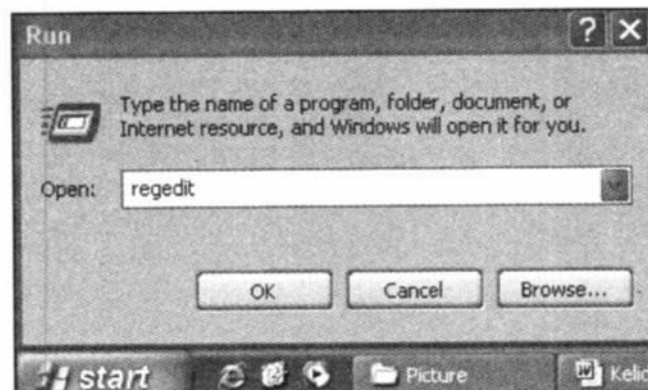 Run
Type the name of a program, folder, document, or
Internet resource, and Windows will open it for you.
Open: regedit
OK Cancel Browse...
start Picture